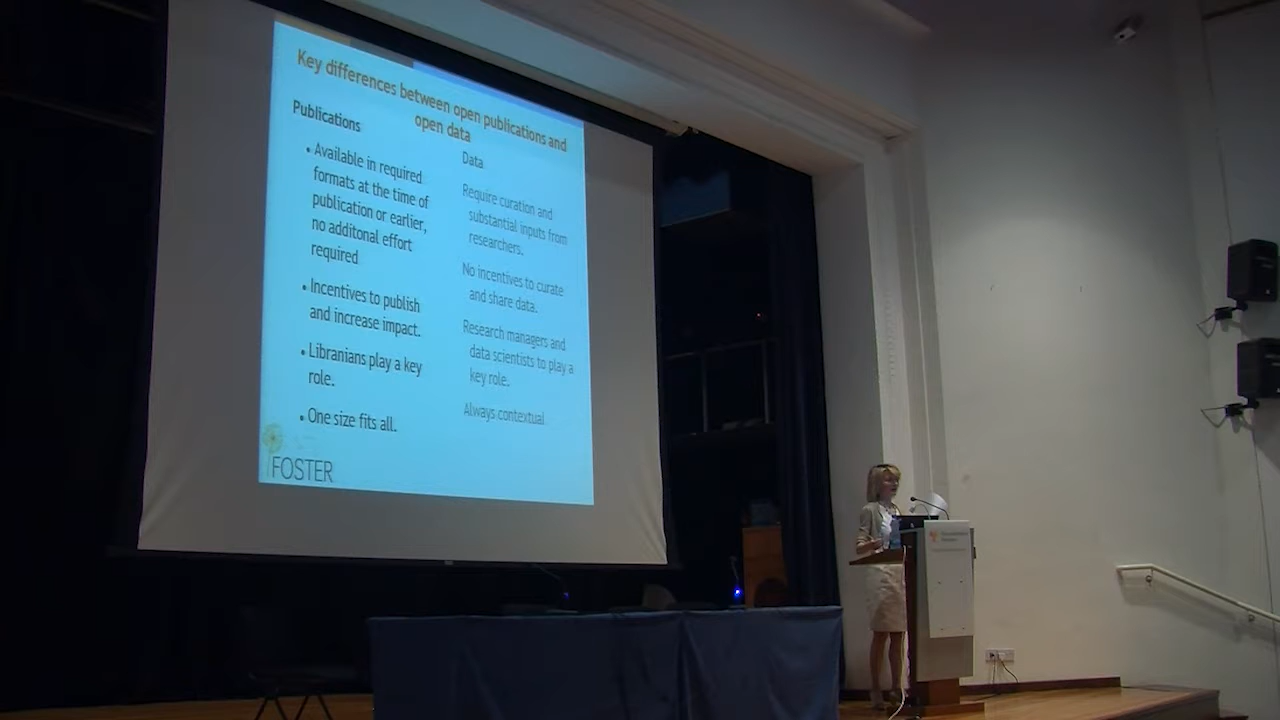 Key differences between open publications and
open data
Publications
• Available in required
formats at the time of
publication or earlier,
no additonal effort
required
• Incentives to publish
and increase impact.
• Librarians play a key
role.
• One size fits all.
Data
Require curation and
substantial inputs from
researchers.
No incentives to curate
and share data.
Research managers and
data scientists to play a
key role.
Always contextual
FOSTER